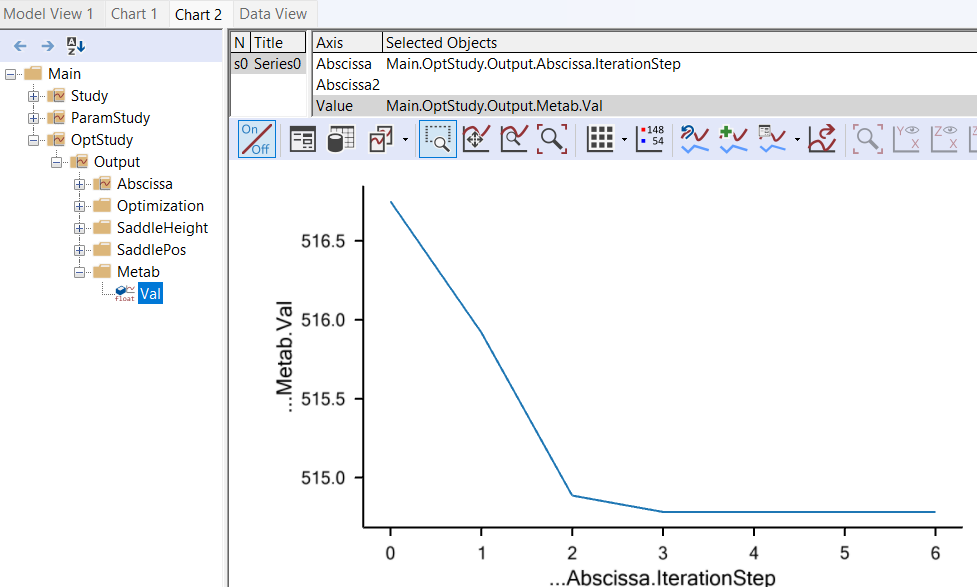 Model View 1 Chart 1 Chart 2 Data View
A Z
N Title Axis Selected Objects
s0 Series0 Abscissa Main.OptStudy.Output.Abscissa.IterationStep
Abscissa2
Value Main.OptStudy.Output.Metab.Val
On Off 148 54 Y X Z X Z
Main
Study
ParamStudy
OptStudy
Output
Abscissa
Optimization
SaddleHeight
SaddlePos
Metab
float Val
516.5
516.0
515.5
515.0
...Metab.Val
0 1 2 3 4 5 6
...Abscissa.IterationStep